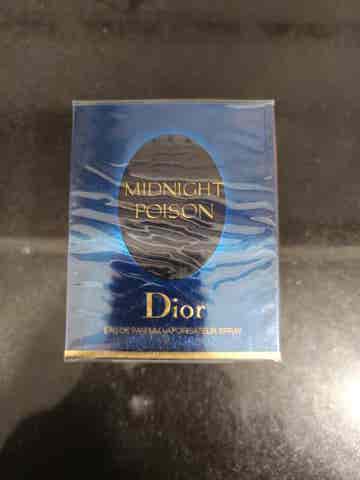 MIDNIGHT
POISON
Dior
EAU DE PARFUM VAPORISATEUR SPRAY